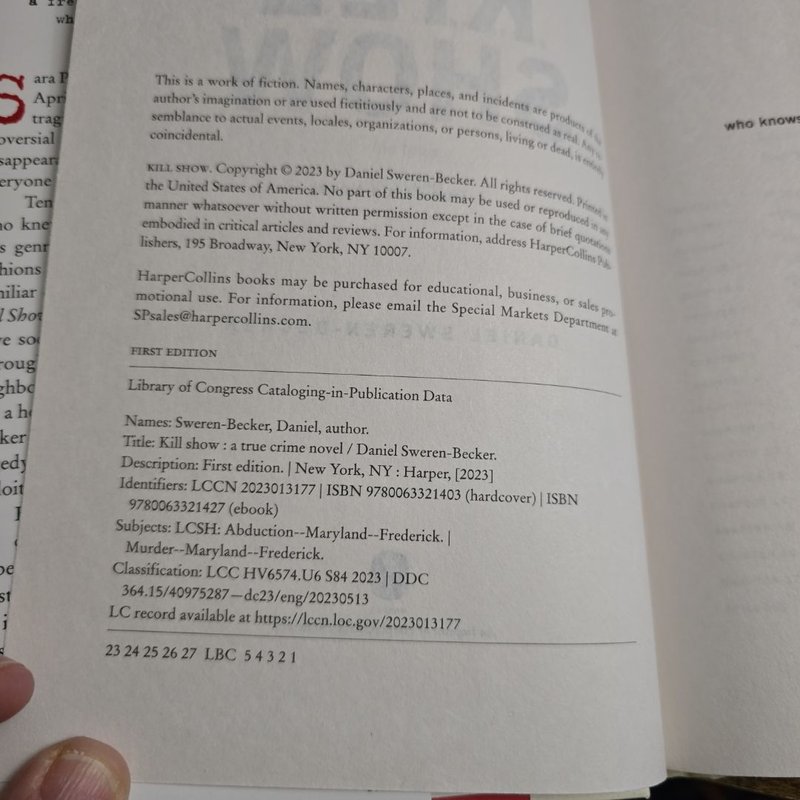 This is a work of fiction. Names, characters, places, and incidents are products of the
author's imagination or are used fictitiously and are not to be construed as real. Any re-
semblance to actual events, locales, organizations, or persons, living or dead, is entirely
coincidental.
KILL SHOW. Copyright © 2023 by Daniel Sweren-Becker. All rights reserved. Printed in
the United States of America. No part of this book may be used or reproduced in any
manner whatsoever without written permission except in the case of brief quotations
embodied in critical articles and reviews. For information, address HarperCollins Pub-
lishers, 195 Broadway, New York, NY 10007.
HarperCollins books may be purchased for educational, business, or sales pro-
motional use. For information, please email the Special Markets Department at
SPsales@harpercollins.com.
FIRST EDITION
Library of Congress Cataloging-in-Publication Data
Names: Sweren-Becker, Daniel, author.
Title: Kill show : a true crime novel / Daniel Sweren-Becker.
Description: First edition. | New York, NY : Harper, [2023]
Identifiers: LCCN 2023013177 | ISBN 9780063321403 (hardcover) | ISBN
9780063321427 (ebook)
Subjects: LCSH: Abduction--Maryland--Frederick. |
Murder--Maryland--Frederick.
Classification: LCC HV6574.U6 S84 2023 | DDC
364.15/40975287—dc23/eng/20230513
LC record available at https://lccn.loc.gov/2023013177
23 24 25 26 27 LBC 5 4 3 2 1
who knows